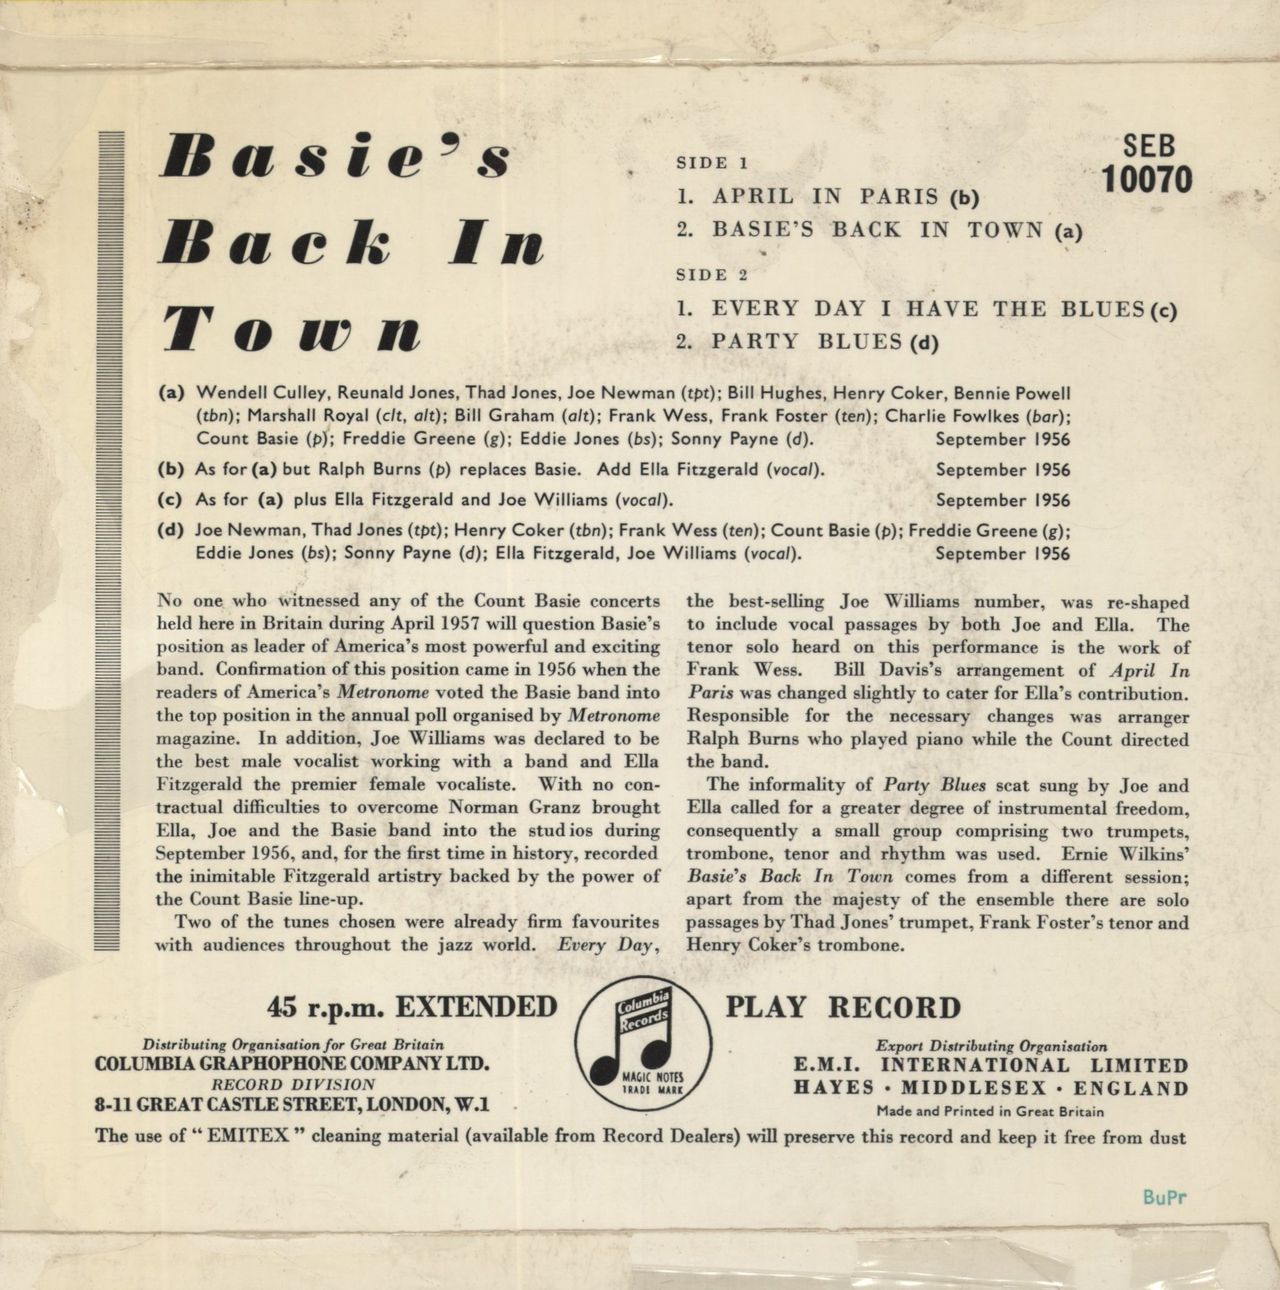 Basie's
Back In
Town
SEB
10070
SIDE 1
1. APRIL IN PARIS (b)
2. BASIE'S BACK IN TOWN (a)
SIDE 2
1. EVERY DAY I HAVE THE BLUES (c)
2. PARTY BLUES (d)
(a) Wendell Culley, Reunald Jones, Thad Jones, Joe Newman (tpt); Bill Hughes, Henry Coker, Bennie Powell
(tbn); Marshall Royal (clt, alt); Bill Graham (alt); Frank Wess, Frank Foster (ten); Charlie Fowlkes (bar);
Count Basie (p); Freddie Greene (g); Eddie Jones (bs); Sonny Payne (d). September 1956
(b) As for (a) but Ralph Burns (p) replaces Basie. Add Ella Fitzgerald (vocal). September 1956
(c) As for (a) plus Ella Fitzgerald and Joe Williams (vocal). September 1956
(d) Joe Newman, Thad Jones (tpt); Henry Coker (tbn); Frank Wess (ten); Count Basie (p); Freddie Greene (g);
Eddie Jones (bs); Sonny Payne (d); Ella Fitzgerald, Joe Williams (vocal). September 1956
No one who witnessed any of the Count Basie concerts
held here in Britain during April 1957 will question Basie's
position as leader of America's most powerful and exciting
band. Confirmation of this position came in 1956 when the
readers of America's Metronome voted the Basie band into
the top position in the annual poll organised by Metronome
magazine. In addition, Joe Williams was declared to be
the best male vocalist working with a band and Ella
Fitzgerald the premier female vocaliste. With no con-
tractual difficulties to overcome Norman Granz brought
Ella, Joe and the Basie band into the studios during
September 1956, and, for the first time in history, recorded
the inimitable Fitzgerald artistry backed by the power of
the Count Basie line-up.
Two of the tunes chosen were already firm favourites
with audiences throughout the jazz world. Every Day,
the best-selling Joe Williams number, was re-shaped
to include vocal passages by both Joe and Ella. The
tenor solo heard on this performance is the work of
Frank Wess. Bill Davis's arrangement of April In
Paris was changed slightly to cater for Ella's contribution.
Responsible for the necessary changes was arranger
Ralph Burns who played piano while the Count directed
the band.
The informality of Party Blues scat sung by Joe and
Ella called for a greater degree of instrumental freedom,
consequently a small group comprising two trumpets,
trombone, tenor and rhythm was used. Ernie Wilkins'
Basie's Back In Town comes from a different session;
apart from the majesty of the ensemble there are solo
passages by Thad Jones' trumpet, Frank Foster's tenor and
Henry Coker's trombone.
45 r.p.m. EXTENDED PLAY RECORD
Columbia
Records
MAGIC NOTES
TRADE MARK
Distributing Organisation for Great Britain
COLUMBIA GRAPHOPHONE COMPANY LTD.
RECORD DIVISION
8-11 GREAT CASTLE STREET, LONDON, W.1
Export Distributing Organisation
E.M.I. INTERNATIONAL LIMITED
HAYES · MIDDLESEX · ENGLAND
Made and Printed in Great Britain
The use of "EMITEX" cleaning material (available from Record Dealers) will preserve this record and keep it free from dust
BuPr